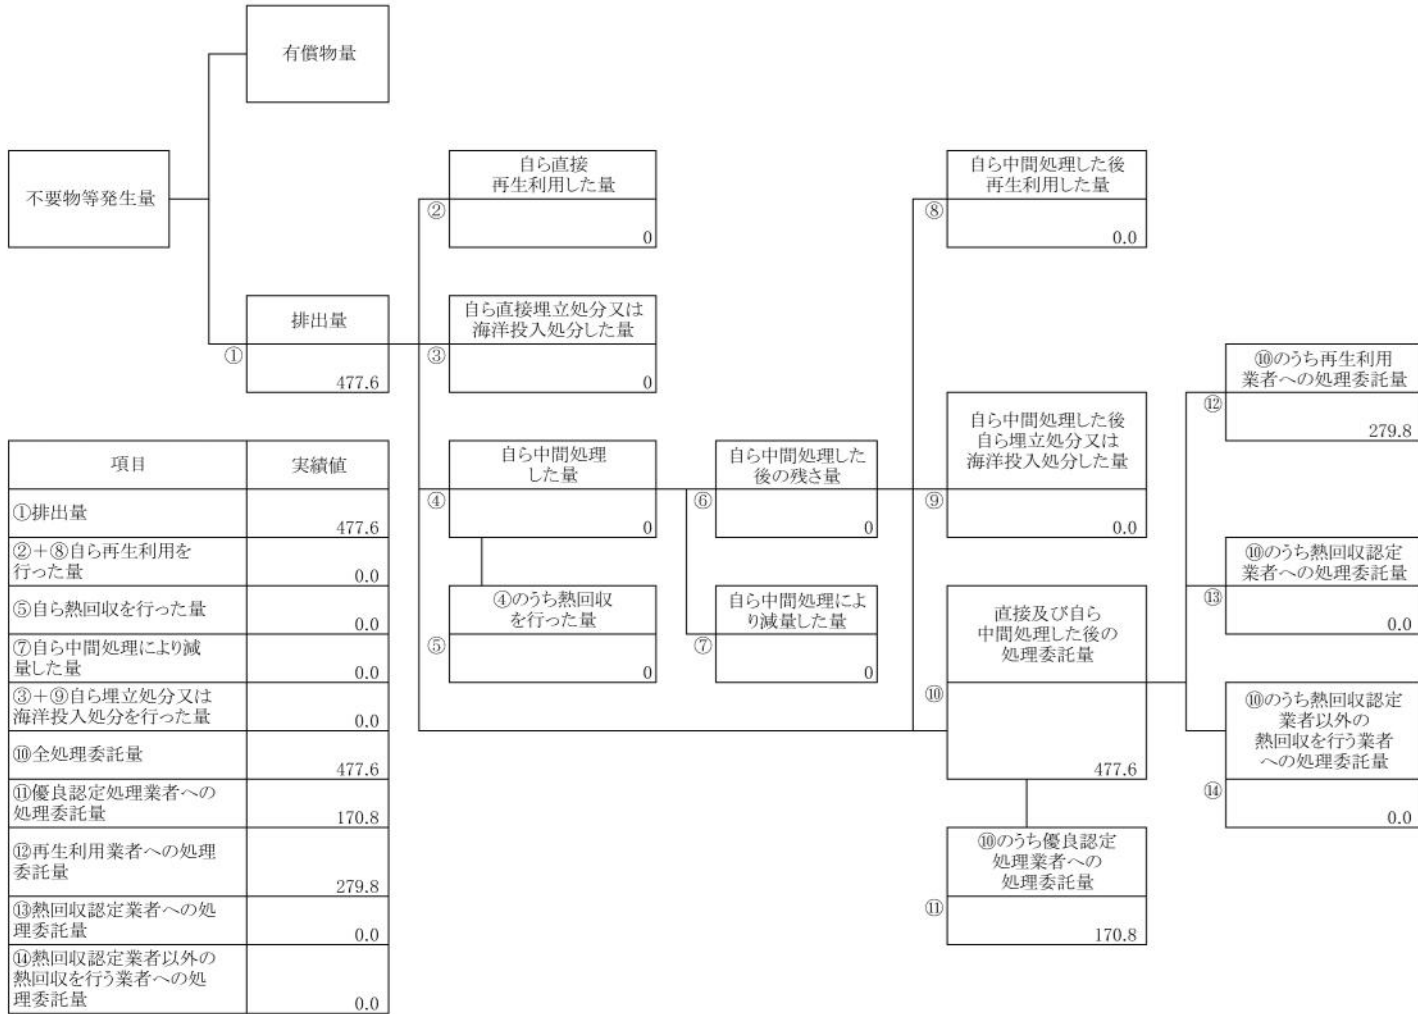 有償物量
不要物等発生量
自ら直接
再生利用した量
②
0
自ら中間処理した後
再生利用した量
⑧
0.0
排出量
①
477.6
自ら直接埋立処分又は
海洋投入処分した量
③
0
⑩のうち再生利用
業者への処理委託量
⑫
279.8
自ら中間処理
した量
④
0
自ら中間処理した
後の残さ量
⑥
0
自ら中間処理した後
自ら埋立処分又は
海洋投入処分した量
⑨
0.0
⑩のうち熱回収認定
業者への処理委託量
⑬
0.0
④のうち熱回収
を行った量
⑤
0
自ら中間処理によ
り減量した量
⑦
0
直接及び自ら
中間処理した後の
処理委託量
⑩
477.6
⑩のうち熱回収認定
業者以外の
熱回収を行う業者
への処理委託量
⑭
0.0
⑩のうち優良認定
処理業者への
処理委託量
⑪
170.8
項目 実績値
①排出量
477.6
②＋⑧自ら再生利用を
行った量
0.0
⑤自ら熱回収を行った量
0.0
⑦自ら中間処理により減
量した量
0.0
③＋⑨自ら埋立処分又は
海洋投入処分を行った量
0.0
⑩全処理委託量
477.6
⑪優良認定処理業者への
処理委託量
170.8
⑫再生利用業者への処理
委託量
279.8
⑬熱回収認定業者への処
理委託量
0.0
⑭熱回収認定業者以外の
熱回収を行う業者への処
理委託量
0.0